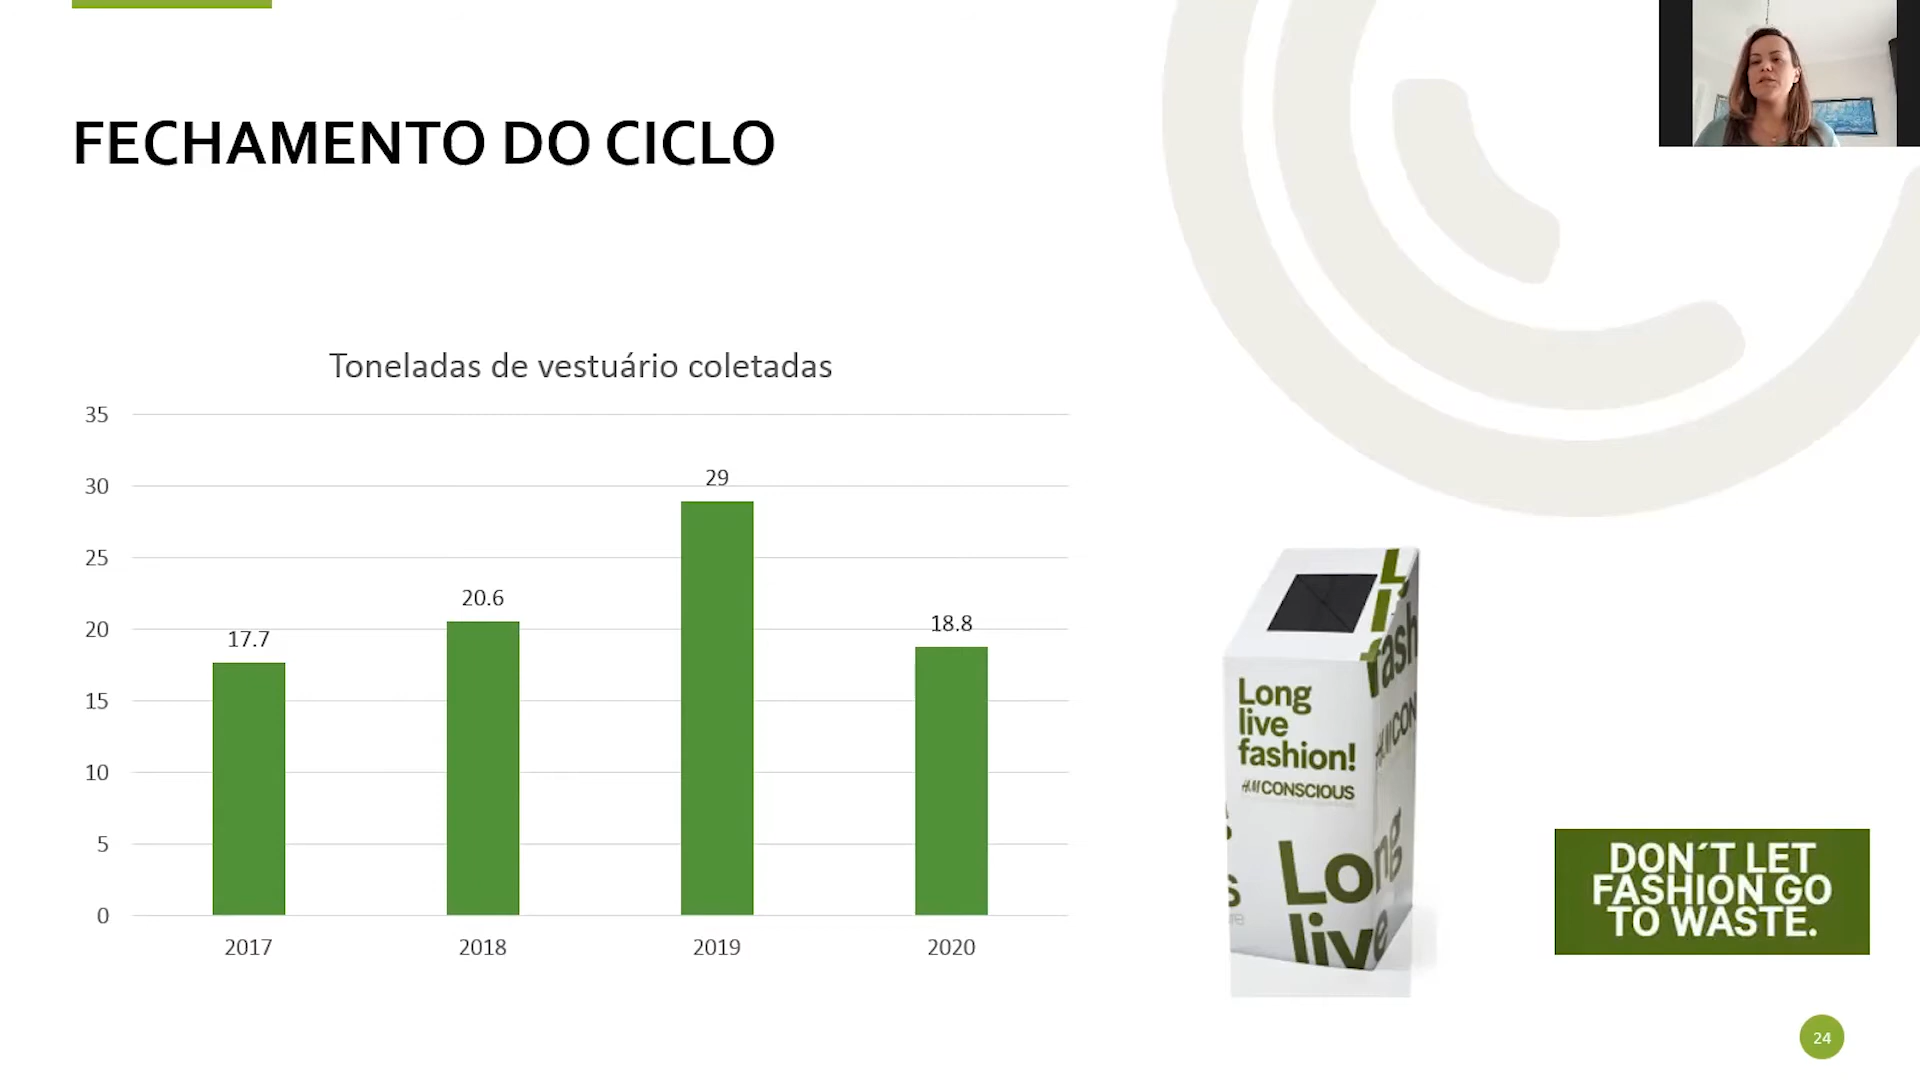 FECHAMENTO DO CICLO
Toneladas de vestuário coletadas
35
30
25
20
15
10
5
0
17.7
20.6
29
18.8
2017
2018
2019
2020
Long
live
fashion!
H&M CONSCIOUS
Long
live
fash
DON´T LET
FASHION GO
TO WASTE.
24